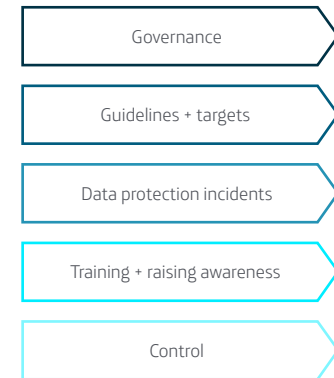 Governance
Guidelines + targets
Data protection incidents
Training + raising awareness
Control